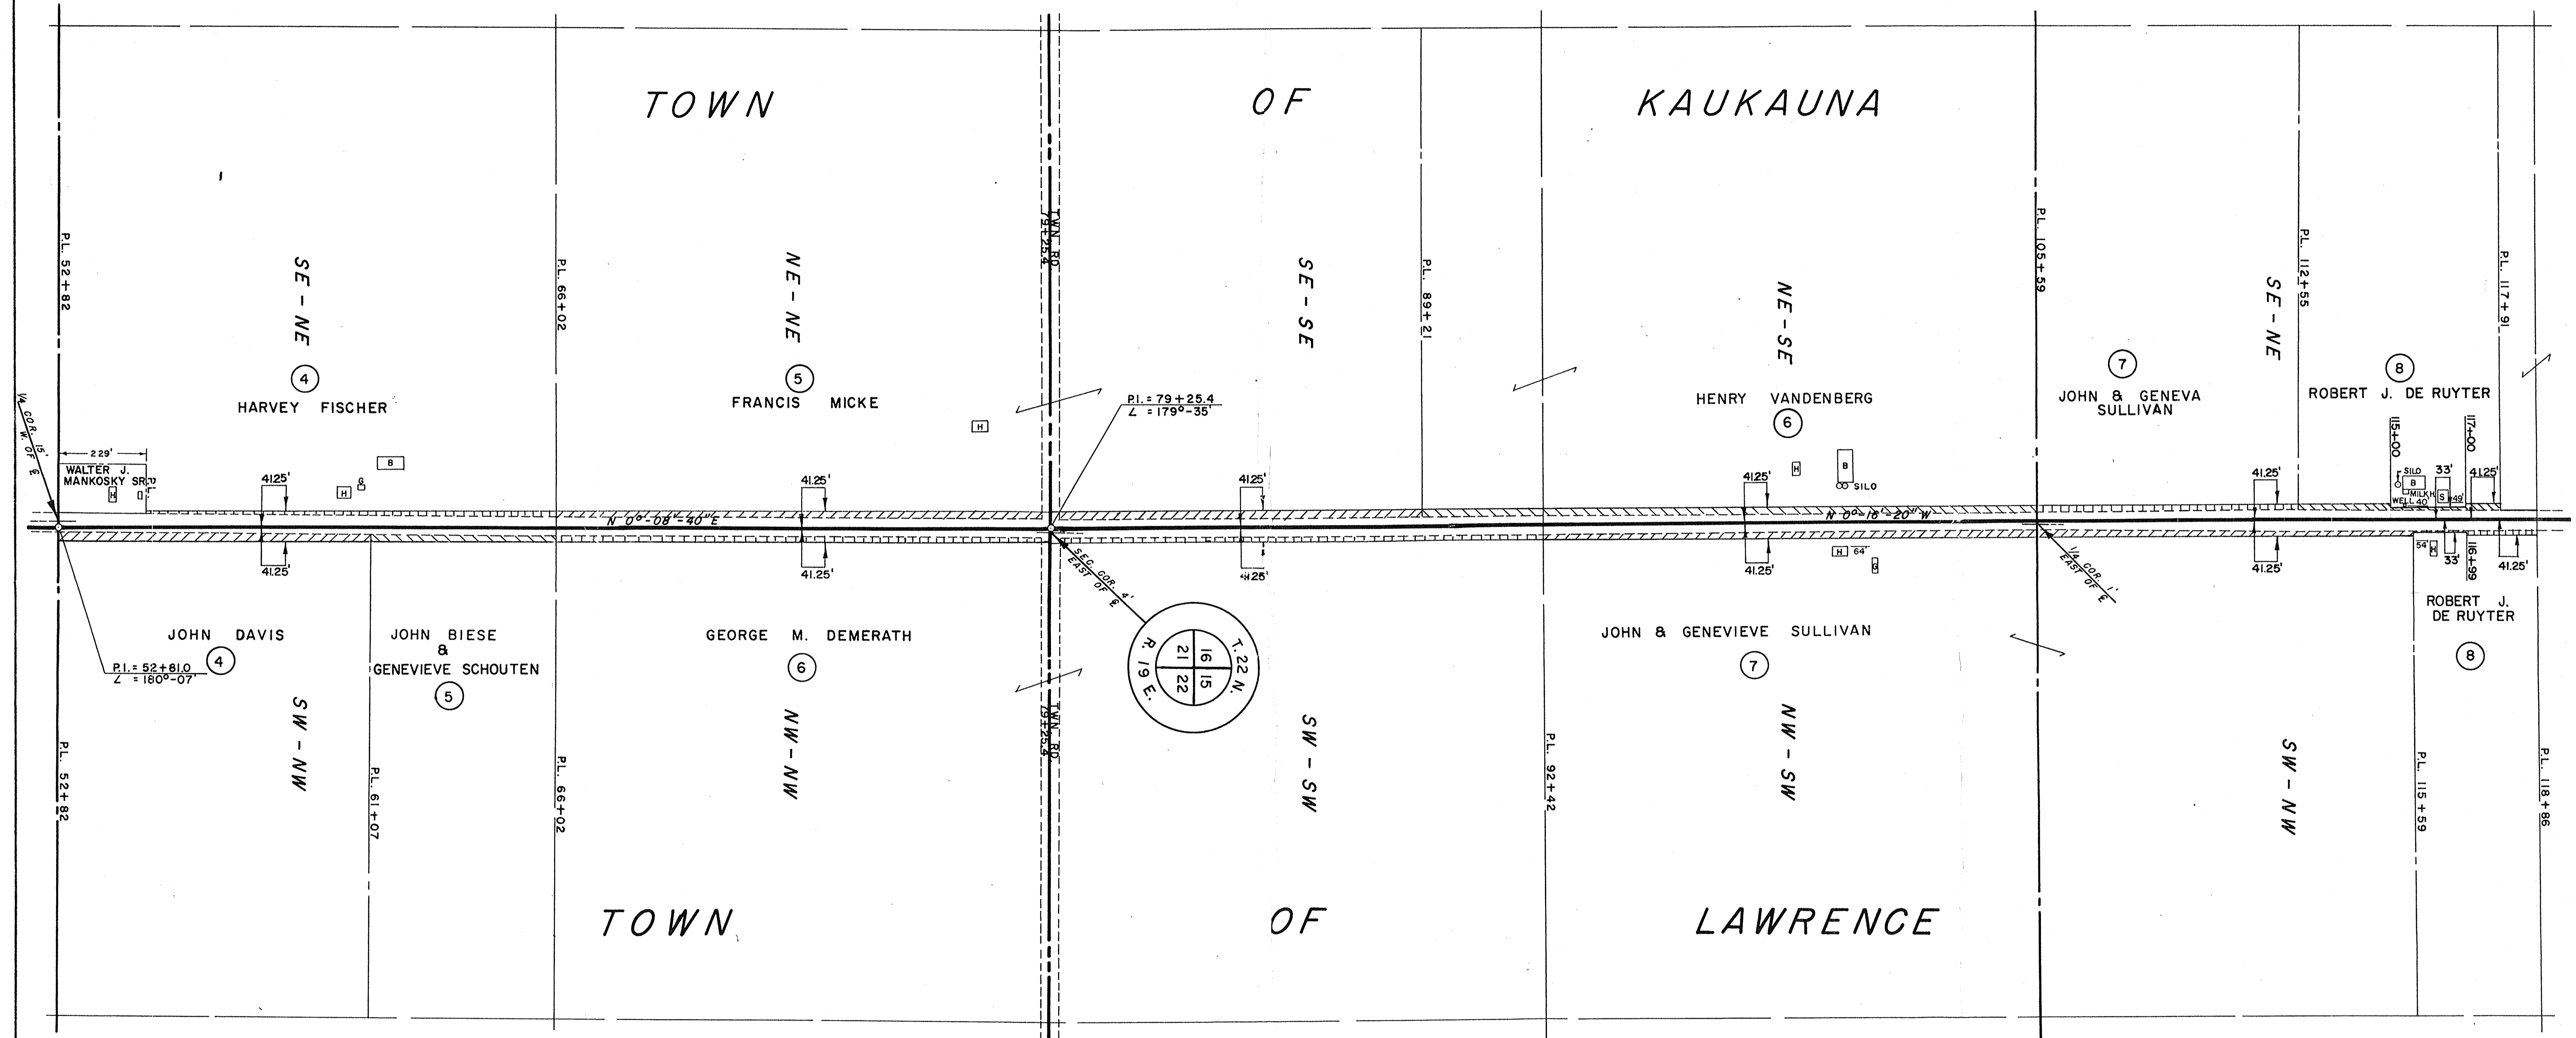 TOWN OF KAUKAUNA
P.L. 52+82
SE-NE
P.L. 66+02
NE-NE
TWN. RD.
79+25.4
SE-SE
P.L. 89+21
NE-SE
P.L. 105+59
SE-NE
P.L. 112+55
P.L. 117+91
4
HARVEY FISCHER
5
FRANCIS MICKE
P.I. = 79+25.4
∠ = 179°-35'
HENRY VANDENBERG
6
7
JOHN & GENEVA
SULLIVAN
8
ROBERT J. DE RUYTER
1/4 COR. 15'
W. OF ℄
229'
WALTER J.
MANKOSKY SR.
P.L.
H
H
G
B
H
H
B
SILO
115+00
117+00
SILO
B
MILK H.
WELL 40'
S
49'
33'
41.25'
41.25'
41.25'
41.25'
41.25'
41.25'
N 0°-08'-40" E
N 0°-16'-20" W
41.25'
41.25'
41.25'
41.25'
41.25'
H
64'
G
54'
H
33'
116+99
41.25'
SEC. COR. 4'
EAST OF ℄
1/4 COR. 1'
EAST OF ℄
JOHN DAVIS
4
P.I. = 52+81.0
∠ = 180°-07'
JOHN BIESE
&
GENEVIEVE SCHOUTEN
5
GEORGE M. DEMERATH
6
T. 22 N.
R. 19 E.
16
15
21
22
JOHN & GENEVIEVE SULLIVAN
7
ROBERT J.
DE RUYTER
8
P.L. 52+82
SW-NW
P.L. 61+07
P.L. 66+02
NW-NW
TWN. RD.
79+25.4
SW-SW
P.L. 92+42
NW-SW
SW-NW
P.L. 115+59
P.L. 118+86
TOWN OF LAWRENCE